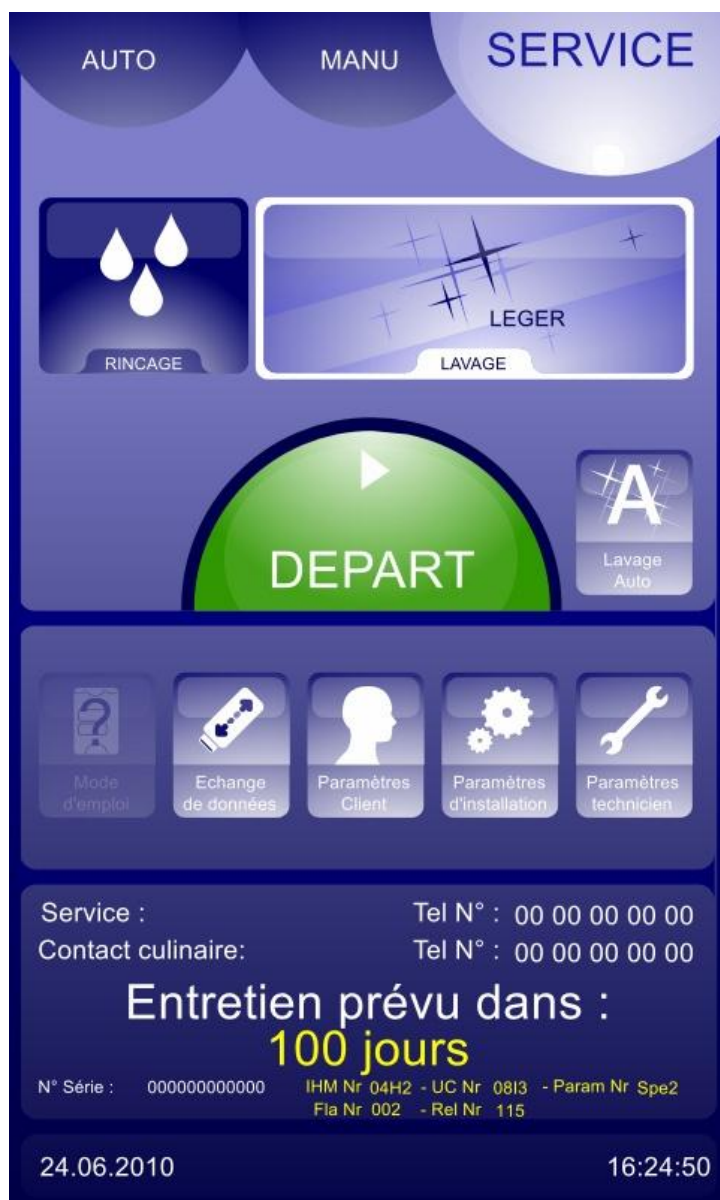 AUTO MANU SERVICE
LEGER
RINCAGE LAVAGE
DEPART
A
Lavage
Auto
?
Mode
d'emploi
Echange
de données
Paramètres
Client
Paramètres
d'installation
Paramètres
technicien
Service : Tel N° : 00 00 00 00 00
Contact culinaire: Tel N° : 00 00 00 00 00
Entretien prévu dans :
100 jours
N° Série : 000000000000 IHM Nr 04H2 - UC Nr 08I3 - Param Nr Spe2
Fla Nr 002 - Rel Nr 115
24.06.2010 16:24:50